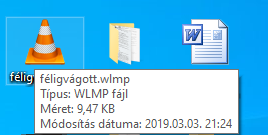 félig
féligvágott.wlmp
Típus: WLMP fájl
Méret: 9,47 KB
Módosítás dátuma: 2019.03.03. 21:24